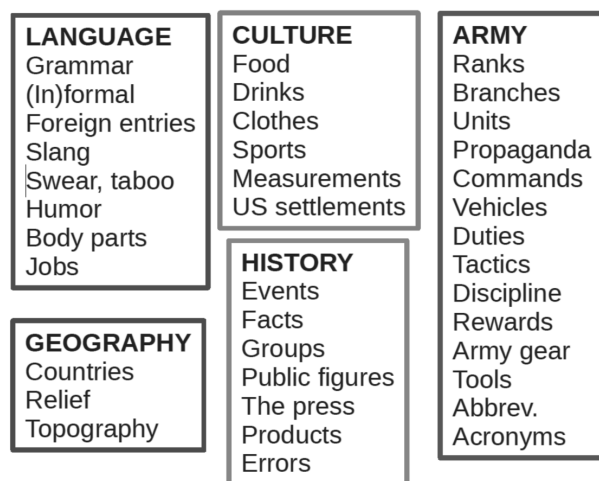 LANGUAGE
Grammar
(In)formal
Foreign entries
Slang
Swear, taboo
Humor
Body parts
Jobs
GEOGRAPHY
Countries
Relief
Topography
CULTURE
Food
Drinks
Clothes
Sports
Measurements
US settlements
HISTORY
Events
Facts
Groups
Public figures
The press
Products
Errors
ARMY
Ranks
Branches
Units
Propaganda
Commands
Vehicles
Duties
Tactics
Discipline
Rewards
Army gear
Tools
Abbrev.
Acronyms